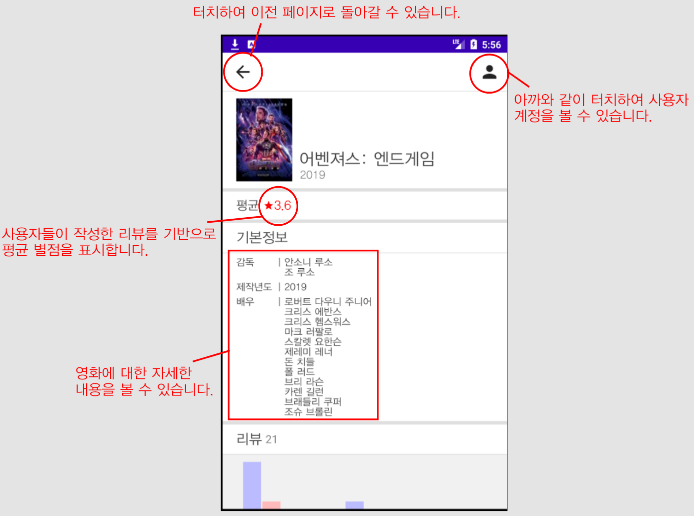 터치하여 이전 페이지로 돌아갈 수 있습니다.
5:56
아까와 같이 터치하여 사용자
계정을 볼 수 있습니다.
어벤져스: 엔드게임
2019
평균 ★3.6
사용자들이 작성한 리뷰를 기반으로
평균 별점을 표시합니다.
기본정보
감독 | 안소니 루소
조 루소
제작년도 | 2019
배우 | 로버트 다우니 주니어
크리스 에반스
크리스 헴스워스
마크 러팔로
스칼렛 요한슨
제레미 레너
돈 치들
폴 러드
브리 라슨
카렌 길런
브래들리 쿠퍼
조슈 브롤린
영화에 대한 자세한
내용을 볼 수 있습니다.
리뷰 21